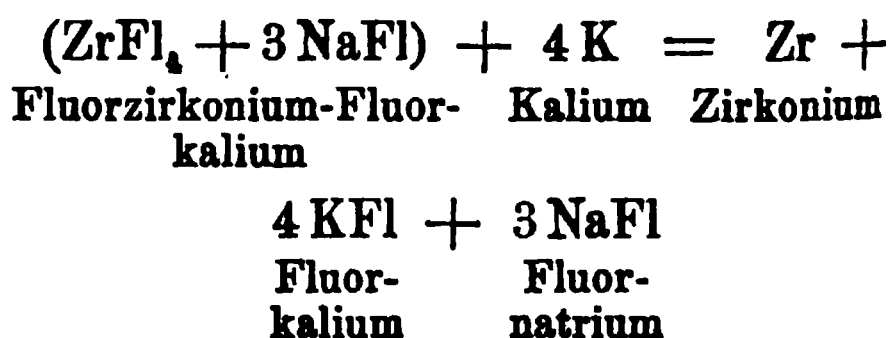 (ZrFl₄ + 3 NaFl) + 4 K = Zr +
Fluorzirkonium-Fluor- Kalium Zirkonium
kalium
4 KFl + 3 NaFl
Fluor- Fluor-
kalium natrium